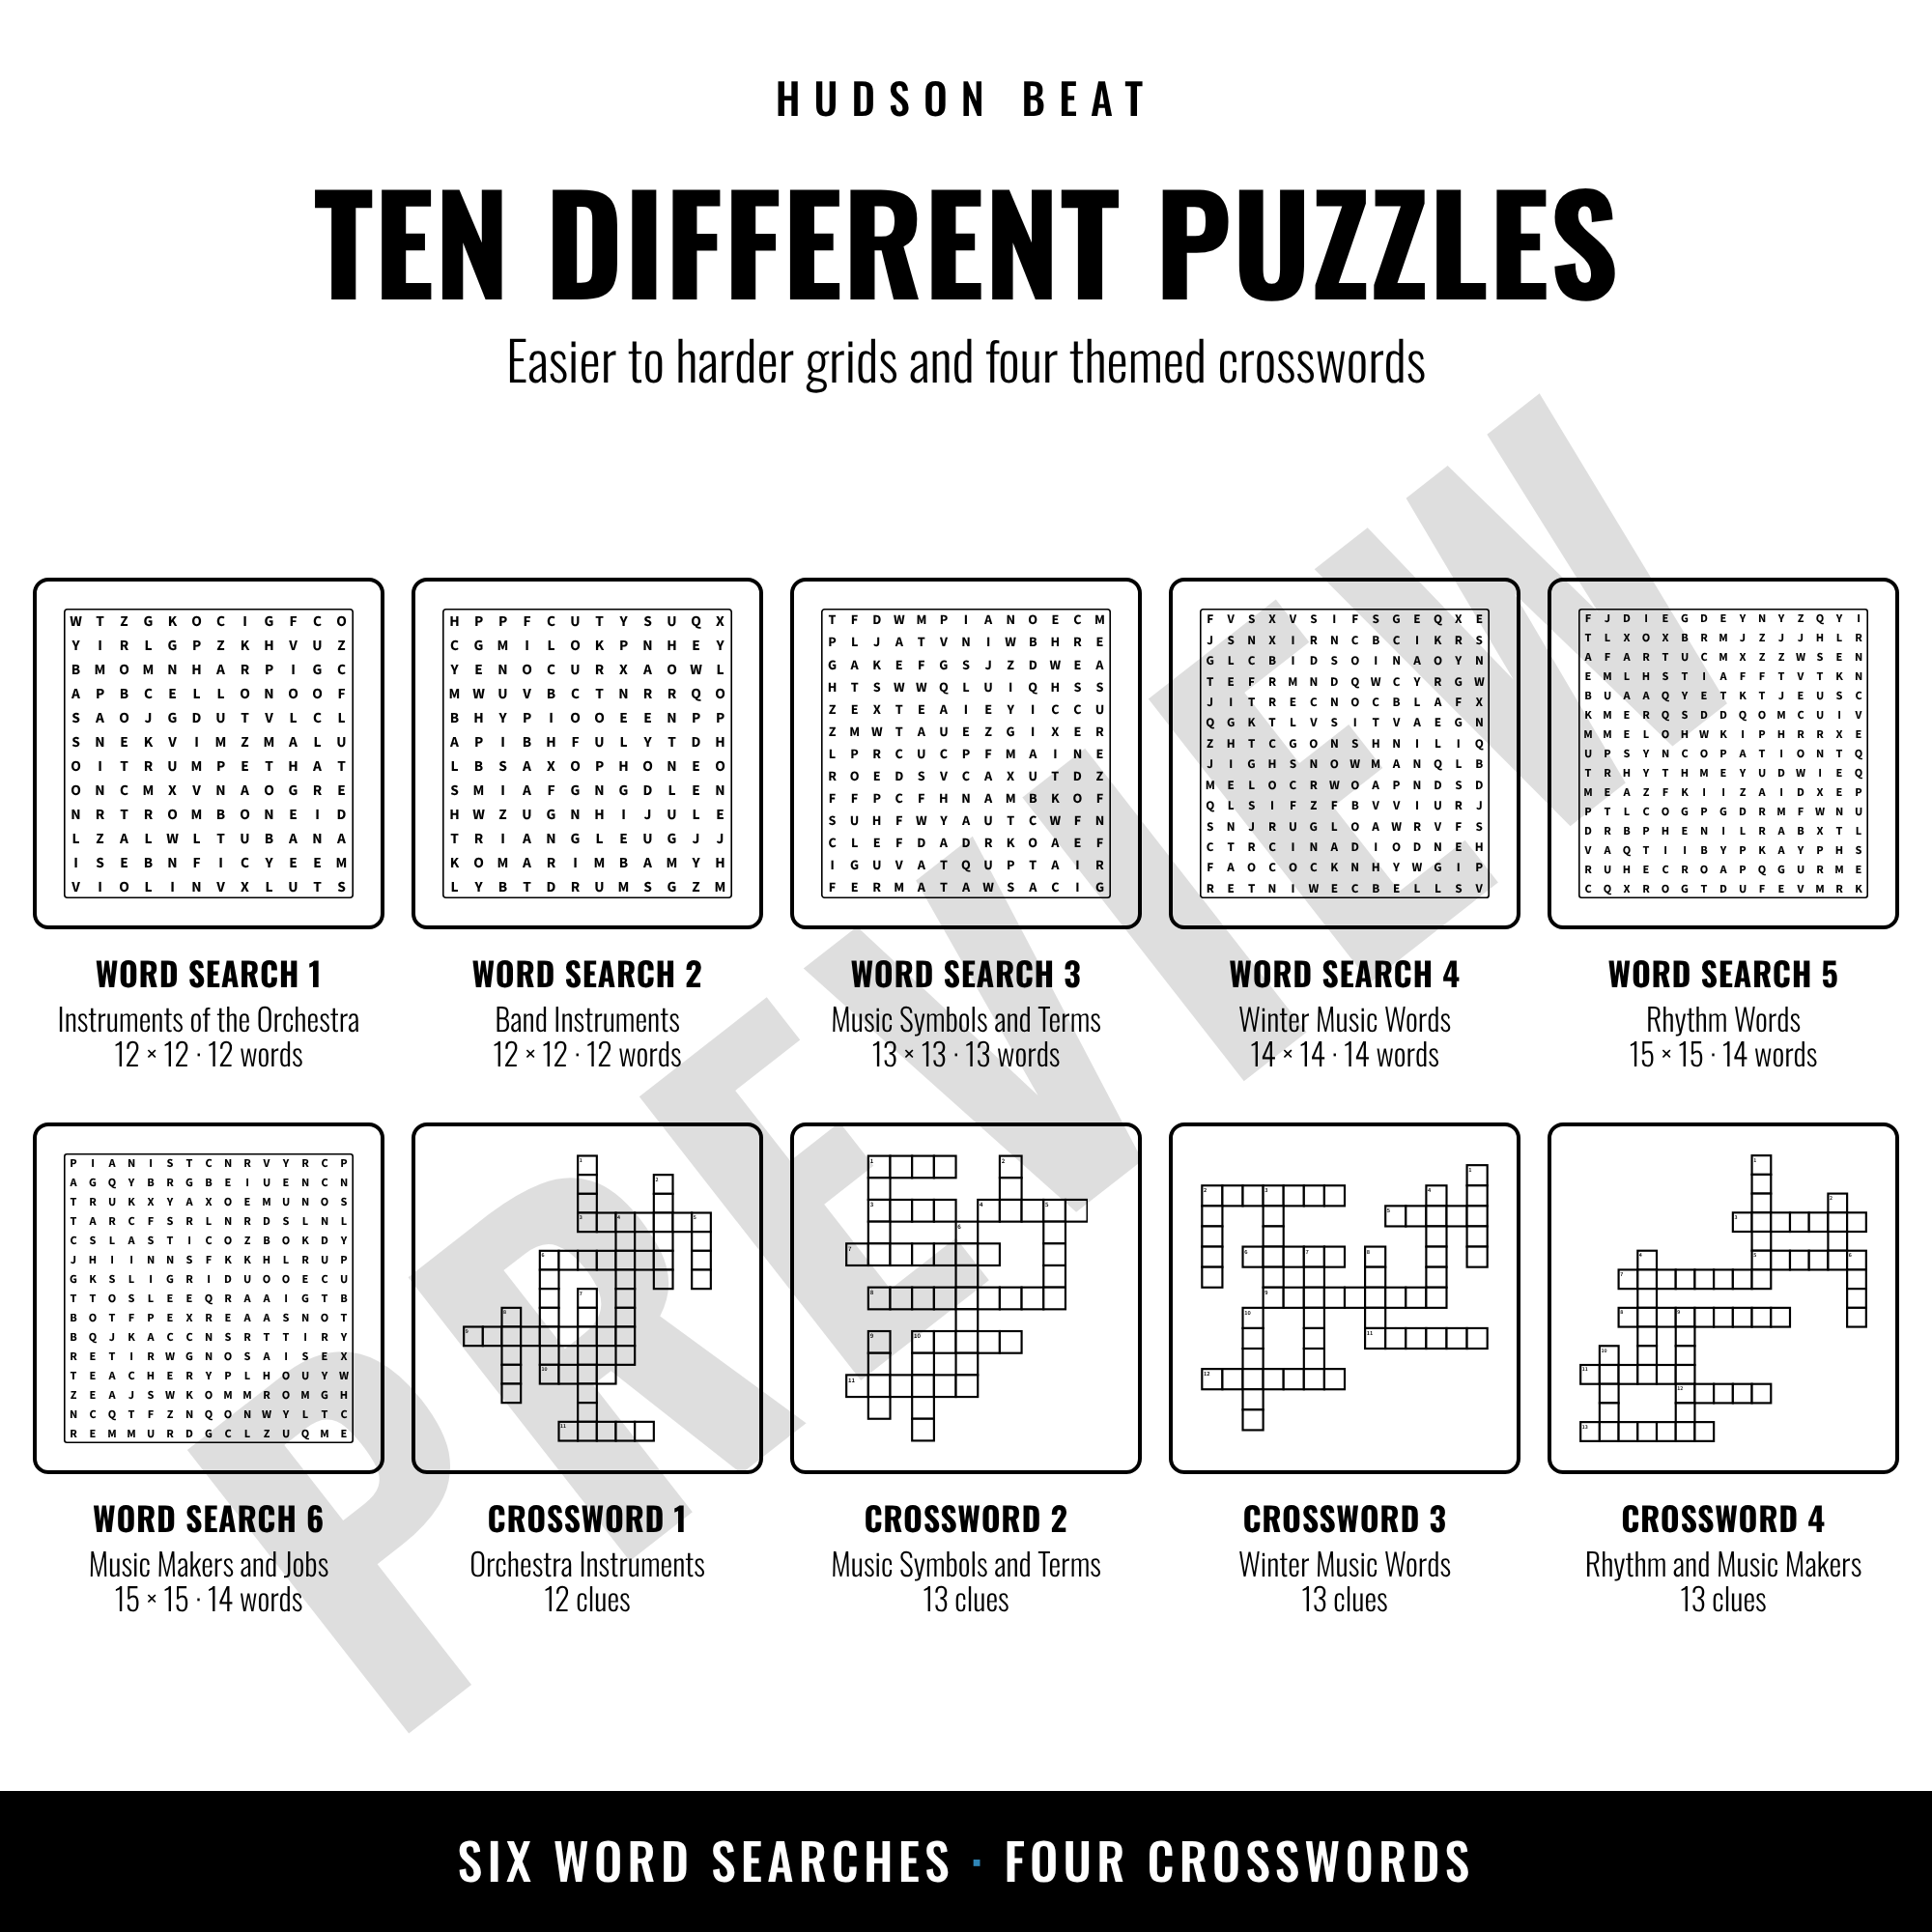 HUDSON BEAT
TEN DIFFERENT PUZZLES
Easier to harder grids and four themed crosswords
W T Z G K O C I G F C O
Y I R L G P Z K H V U Z
B M O M N H A R P I G C
A P B C E L L O N O O F
S A O J G D U T V L C L
S N E K V I M Z M A L U
O I T R U M P E T H A T
O N C M X V N A O G R E
N R T R O M B O N E I D
L Z A L W L T U B A N A
I S E B N F I C Y E E M
V I O L I N V X L U T S
WORD SEARCH 1
Instruments of the Orchestra
12 × 12 · 12 words
H P P F C U T Y S U Q X
C G M I L O K P N H E Y
Y E N O C U R X A O W L
M W U V B C T N R R Q O
B H Y P I O O E E N P P
A P I B H F U L Y T D H
L B S A X O P H O N E O
S M I A F G N G D L E N
H W Z U G N H I J U L E
T R I A N G L E U G J J
K O M A R I M B A M Y H
L Y B T D R U M S G Z M
WORD SEARCH 2
Band Instruments
12 × 12 · 12 words
T F D W M P I A N O E C M
P L J A T V N I W B H R E
G A K E F G S J Z D W E A
H T S W W Q L U I Q H S S
Z E X T E A I E Y I C C U
Z M W T A U E Z G I X E R
L P R C U C P F M A I N E
R O E D S V C A X U T D Z
F F P C F H N A M B K O F
S U H F W Y A U T C W F N
C L E F D A D R K O A E F
I G U V A T Q U P T A I R
F E R M A T A W S A C I G
WORD SEARCH 3
Music Symbols and Terms
13 × 13 · 13 words
F V S X V S I F S G E Q X E
J S N X I R N C B C I K R S
G L C B I D S O I N A O Y N
T E F R M N D Q W C Y R G W
J I T R E C N O C B L A F X
Q G K T L V S I T V A E G N
Z H T C G O N S H N I L I Q
J I G H S N O W M A N Q L B
M E L O C R W O A P N D S D
Q L S I F Z F B V V I U R J
S N J R U G L O A W R V F S
C T R C I N A D I O D N E H
F A O C O C K N H Y W G I P
R E T N I W E C B E L L S V
WORD SEARCH 4
Winter Music Words
14 × 14 · 14 words
F J D I E G D E Y N Y Z Q Y I
T L X O X B R M J Z J J H L R
A F A R T U C M X Z Z W S E N
E M L H S T I A F F T V T K N
B U A A Q Y E T K T J E U S C
K M E R Q S D D Q O M C U I V
M M E L O H W K I P H R R X E
U P S Y N C O P A T I O N T Q
T R H Y T H M E Y U D W I E Q
M E A Z F K I I Z A I D X E P
P T L C O G P G D R M F W N U
D R B P H E N I L R A B X T L
V A Q T I I B Y P K A Y P H S
R U H E C R O A P Q G U R M E
C Q X R O G T D U F E V M R K
WORD SEARCH 5
Rhythm Words
15 × 15 · 14 words
P I A N I S T C N R V Y R C P
A G Q Y B R G B E I U E N C N
T R U K X Y A X O E M U N O S
T A R C F S R L N R D S L N L
C S L A S T I C O Z B O K D Y
J H I I N N S F K K H L R U P
G K S L I G R I D U O O E C U
T T O S L E E Q R A A I G T B
B O T F P E X R E A A S N O T
B Q J K A C C N S R T T I R Y
R E T I R W G N O S A I S E X
T E A C H E R Y P L H O U Y W
Z E A J S W K O M M R O M G H
N C Q T F Z N Q O N W Y L T C
R E M M U R D G C L Z U Q M E
WORD SEARCH 6
Music Makers and Jobs
15 × 15 · 14 words
CROSSWORD 1
Orchestra Instruments
12 clues
CROSSWORD 2
Music Symbols and Terms
13 clues
CROSSWORD 3
Winter Music Words
13 clues
CROSSWORD 4
Rhythm and Music Makers
13 clues
PREVIEW
SIX WORD SEARCHES · FOUR CROSSWORDS